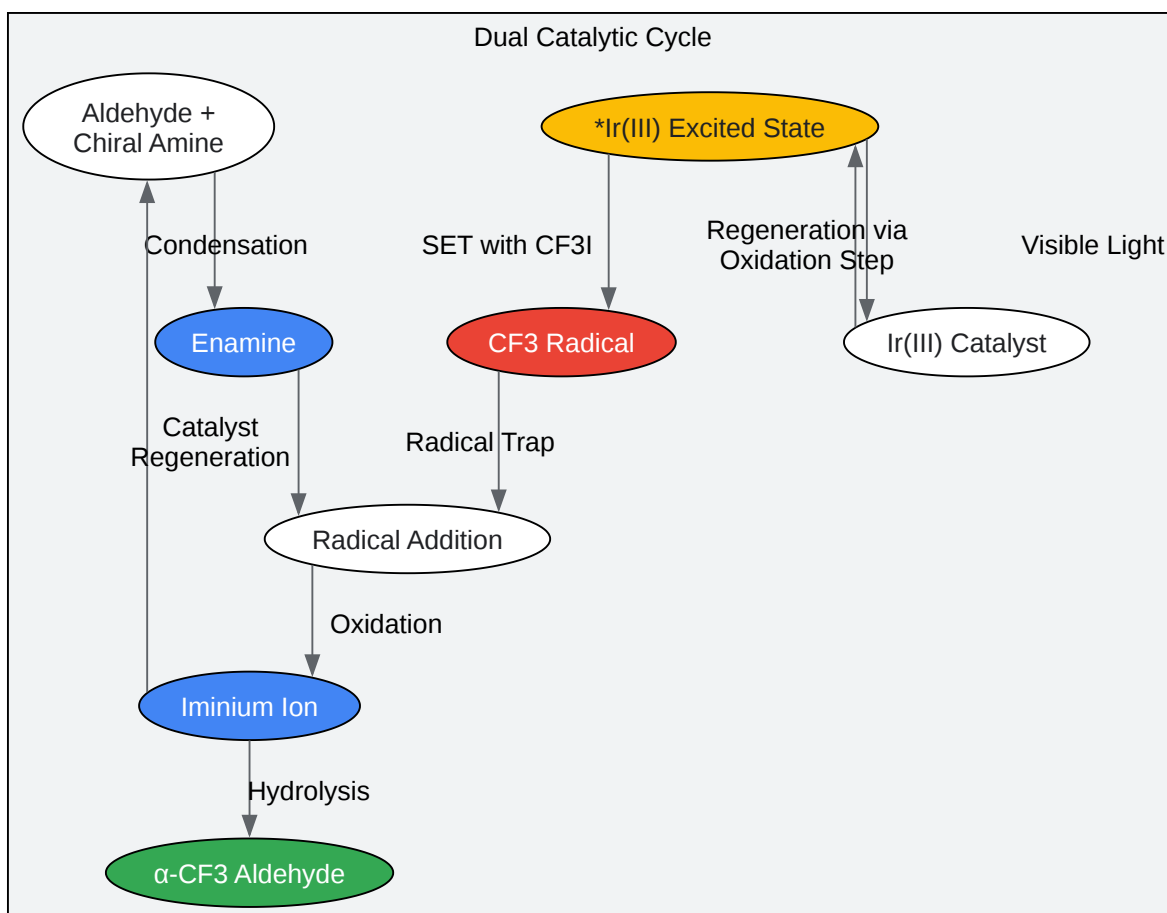 Dual Catalytic Cycle
Aldehyde +
Chiral Amine
*Ir(III) Excited State
Condensation
SET with CF3I
Regeneration via
Oxidation Step
Visible Light
Enamine
CF3 Radical
Ir(III) Catalyst
Catalyst
Regeneration
Radical Trap
Radical Addition
Oxidation
Iminium Ion
Hydrolysis
α-CF3 Aldehyde